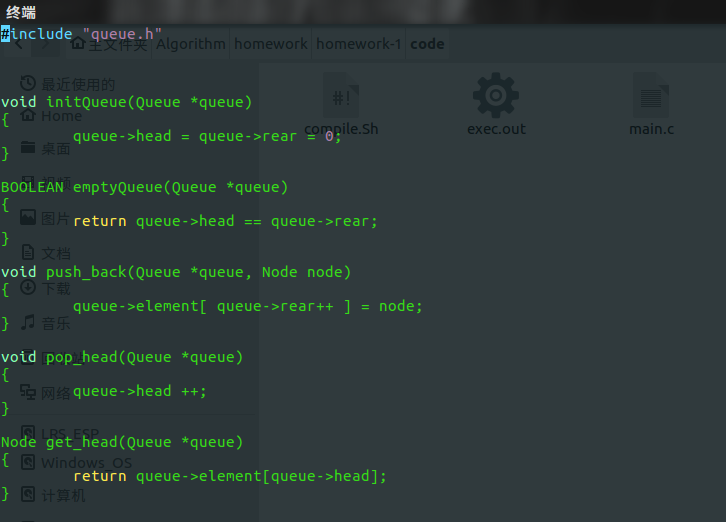 终端
#include "queue.h"
主文件夹 Algorithm homework homework-1 code
最近使用的
void initQueue(Queue *queue)
Home
{
compile.Sh exec.out main.c
queue->head = queue->rear = 0;
桌面
}
视频
BOOLEAN emptyQueue(Queue *queue)
{
图片
return queue->head == queue->rear;
}
文档
void push_back(Queue *queue, Node node)
{
下载
queue->element[ queue->rear++ ] = node;
}
音乐
void pop_head(Queue *queue)
{
网络
queue->head ++;
}
LRS_ESP
Node get_head(Queue *queue)
{
Windows_OS
return queue->element[queue->head];
}
计算机